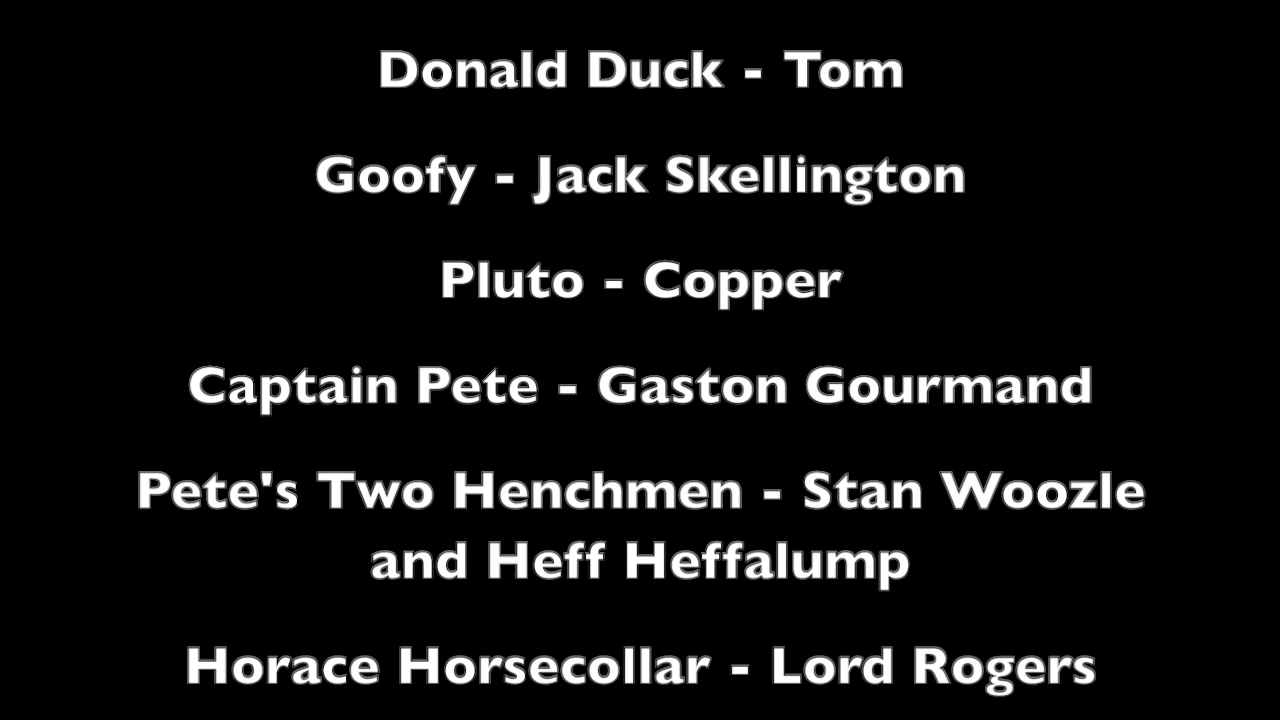 Donald Duck - Tom
Goofy - Jack Skellington
Pluto - Copper
Captain Pete - Gaston Gourmand
Pete's Two Henchmen - Stan Woozle
and Heff Heffalump
Horace Horsecollar - Lord Rogers